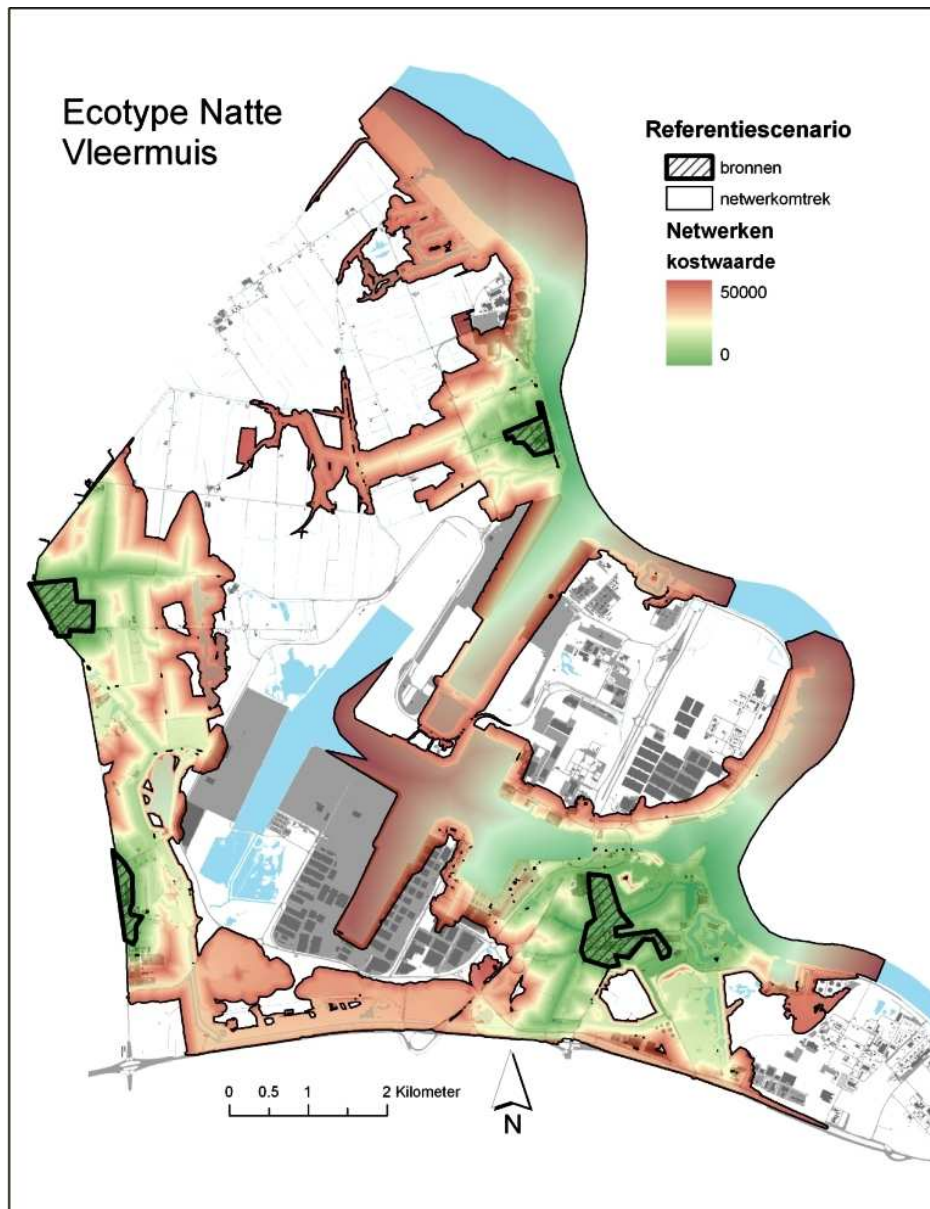 Ecotype Natte
Vleermuis
Referentiescenario
bronnen
netwerkomtrek
Netwerken
kostwaarde
50000
0
0 0.5 1 2 Kilometer
N